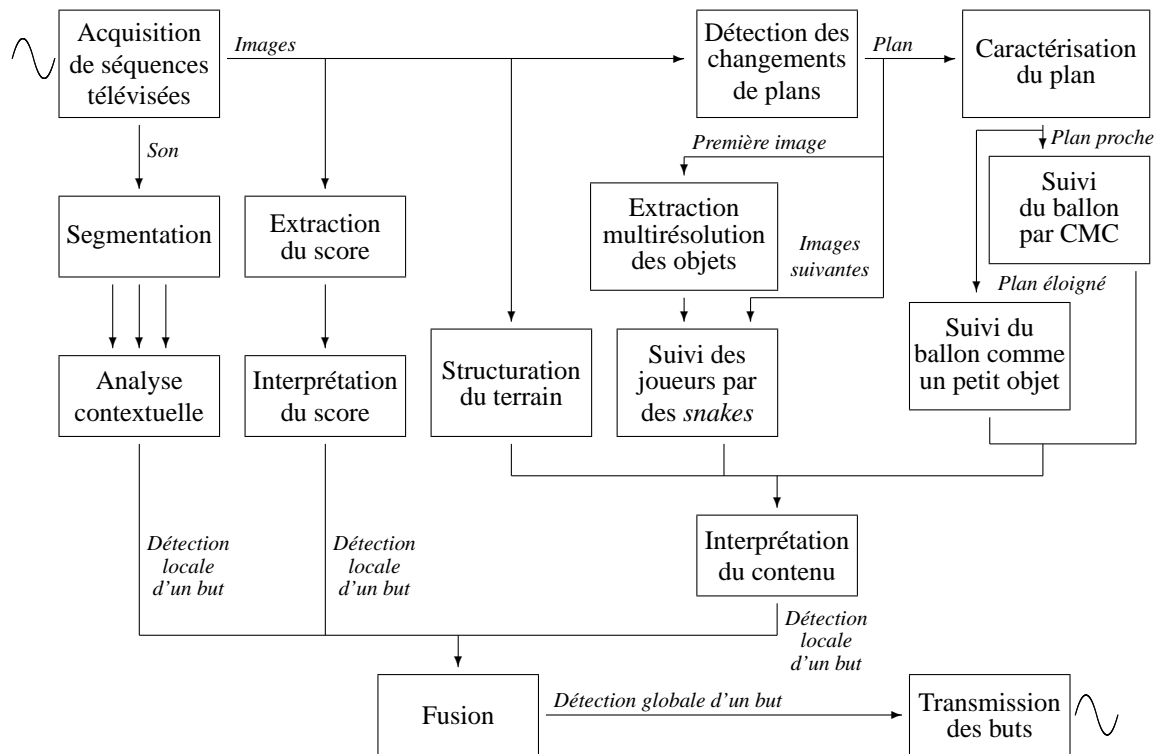 Acquisition
de séquences
télévisées
Images
Détection des
changements
de plans
Plan
Caractérisation
du plan
Son
Première image
Plan proche
Segmentation
Extraction
du score
Extraction
multirésolution
des objets
Images
suivantes
Suivi
du ballon
par CMC
Plan éloigné
Analyse
contextuelle
Interprétation
du score
Structuration
du terrain
Suivi des
joueurs par
des snakes
Suivi du
ballon comme
un petit objet
Détection
locale
d'un but
Détection
locale
d'un but
Interprétation
du contenu
Détection
locale
d'un but
Fusion
Détection globale d'un but
Transmission
des buts